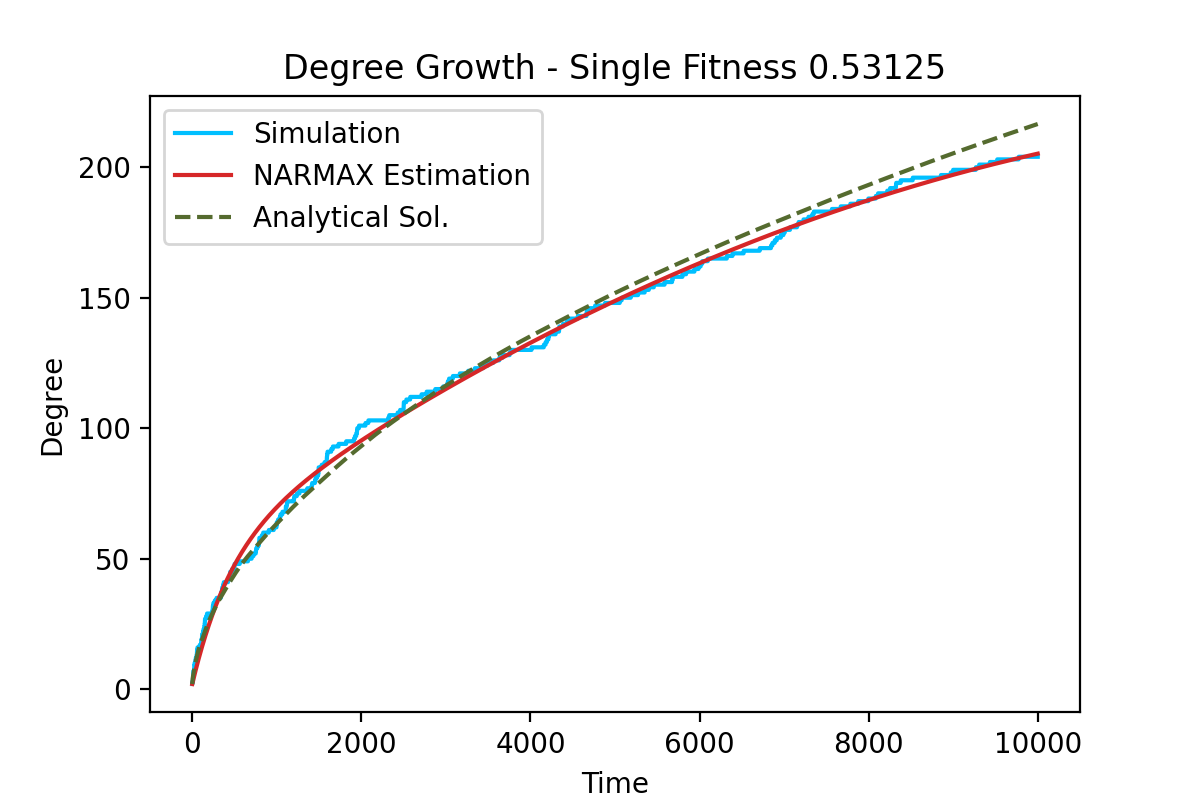 Degree Growth - Single Fitness 0.53125
Simulation
NARMAX Estimation
Analytical Sol.
200
150
100
50
0
Degree
0 2000 4000 6000 8000 10000
Time